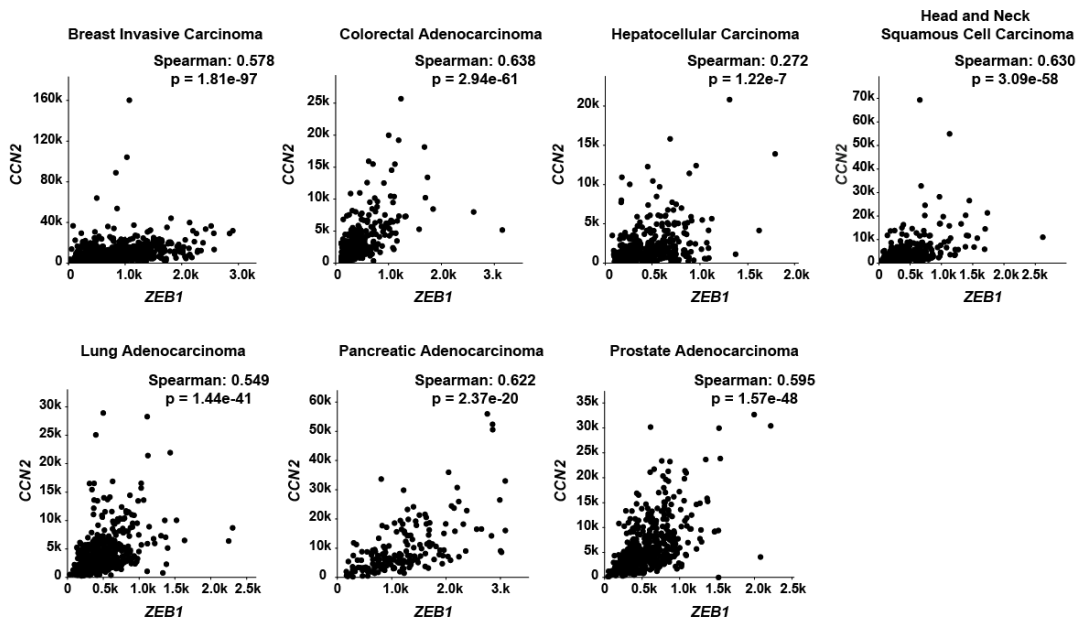 Breast Invasive Carcinoma
Spearman: 0.578
p = 1.81e-97
160k
120k
80k
40k
0
CCN2
0
1.0k
2.0k
3.0k
ZEB1
Colorectal Adenocarcinoma
Spearman: 0.638
p = 2.94e-61
25k
20k
15k
10k
5k
0
CCN2
0
1.0k
2.0k
3.k
ZEB1
Hepatocellular Carcinoma
Spearman: 0.272
p = 1.22e-7
20k
15k
10k
5k
0
CCN2
0
0.5k
1.0k
1.5k
2.0k
ZEB1
Head and Neck
Squamous Cell Carcinoma
Spearman: 0.630
p = 3.09e-58
70k
60k
50k
40k
30k
20k
10k
0
CCN2
0
0.5k
1.0k
1.5k
2.0k
2.5k
ZEB1
Lung Adenocarcinoma
Spearman: 0.549
p = 1.44e-41
30k
25k
20k
15k
10k
5k
0
CCN2
0
0.5k
1.0k
1.5k
2.0k
2.5k
ZEB1
Pancreatic Adenocarcinoma
Spearman: 0.622
p = 2.37e-20
60k
50k
40k
30k
20k
10k
0
CCN2
0
1.0k
2.0k
3.k
ZEB1
Prostate Adenocarcinoma
Spearman: 0.595
p = 1.57e-48
35k
30k
25k
20k
15k
10k
5k
0
CCN2
0
0.5k
1.0k
1.5k
2.0k
2.5k
ZEB1